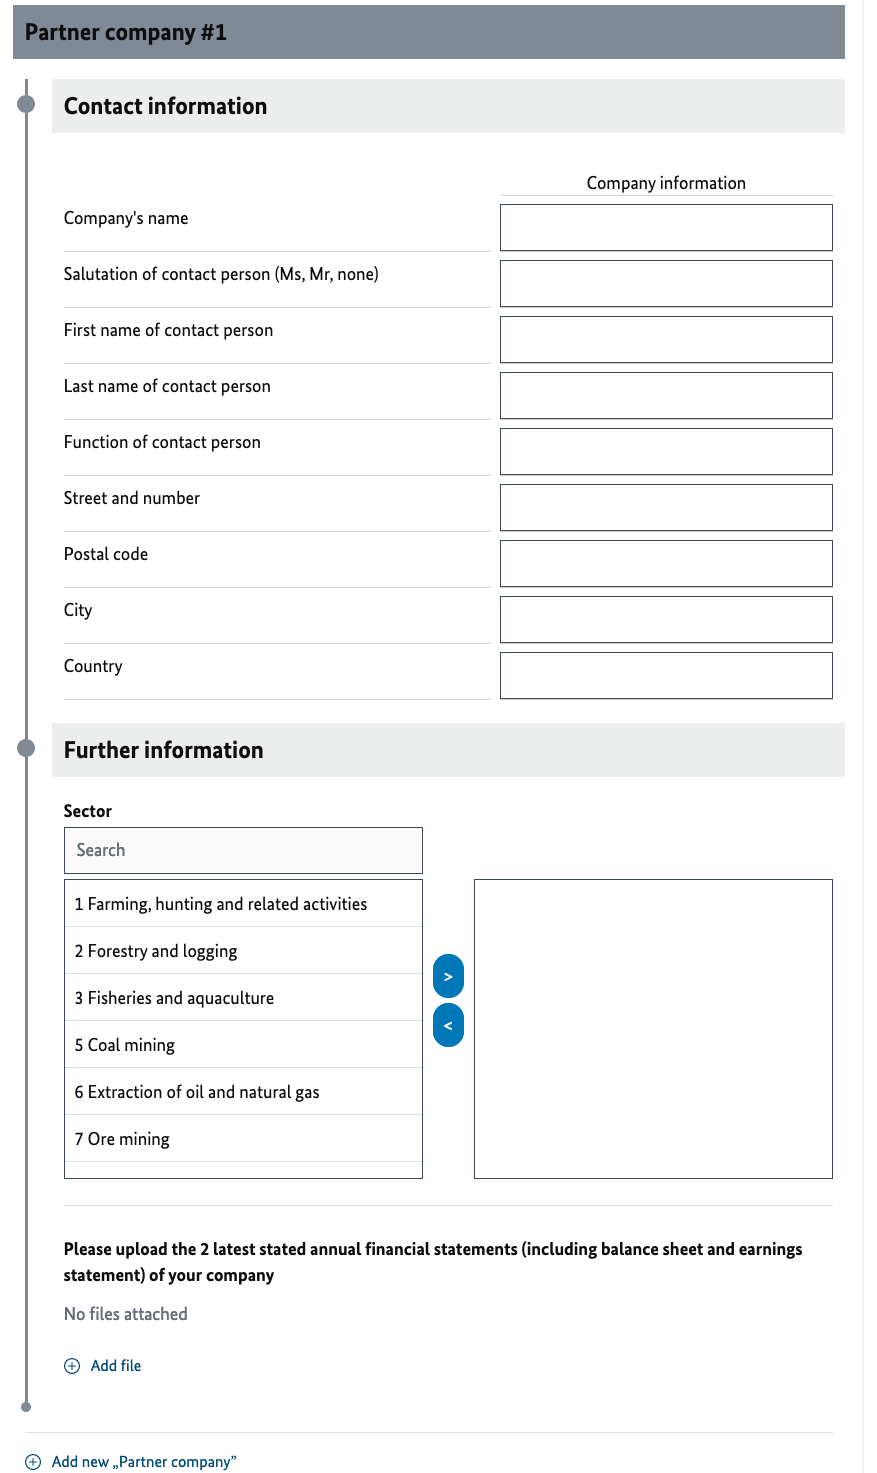 Partner company #1
Contact information
Company information
Company's name
Salutation of contact person (Ms, Mr, none)
First name of contact person
Last name of contact person
Function of contact person
Street and number
Postal code
City
Country
Further information
Sector
Search
1 Farming, hunting and related activities
2 Forestry and logging
3 Fisheries and aquaculture
5 Coal mining
6 Extraction of oil and natural gas
7 Ore mining
>
<
Please upload the 2 latest stated annual financial statements (including balance sheet and earnings
statement) of your company
No files attached
Add file
Add new „Partner company”